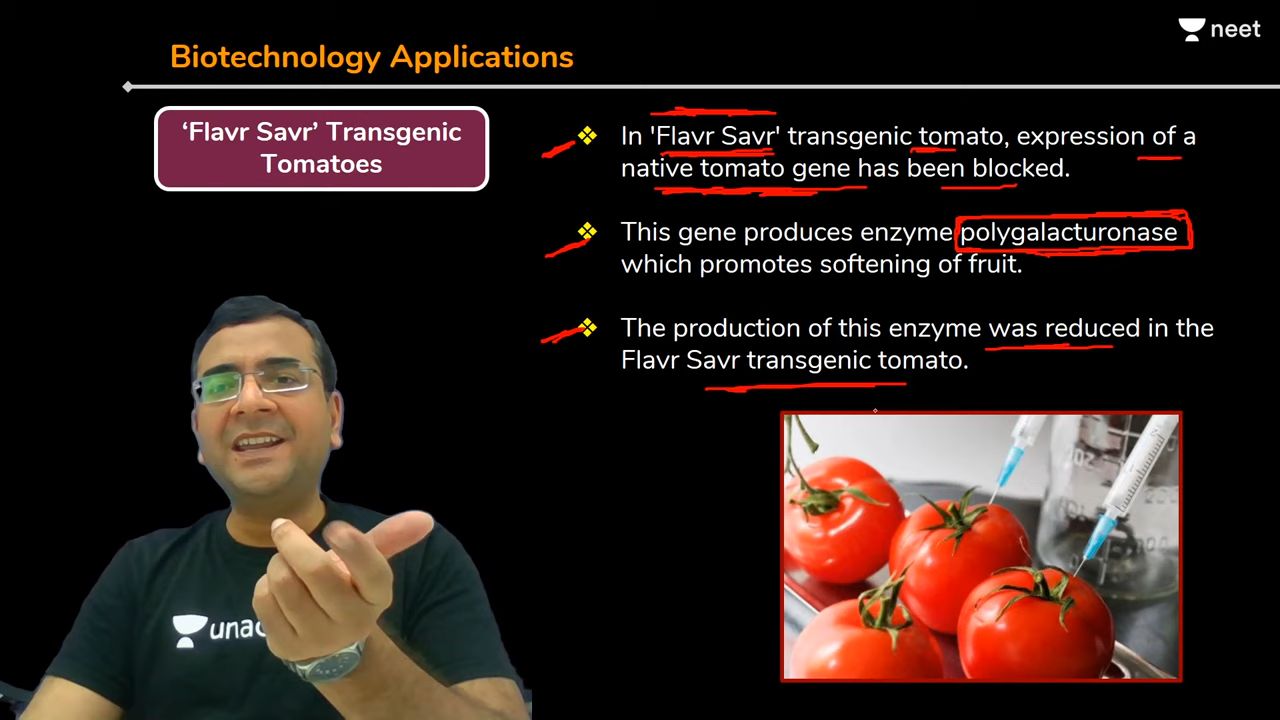 neet
Biotechnology Applications
‘Flavr Savr’ Transgenic
Tomatoes
❖ In 'Flavr Savr' transgenic tomato, expression of a
native tomato gene has been blocked.
❖ This gene produces enzyme polygalacturonase
which promotes softening of fruit.
❖ The production of this enzyme was reduced in the
Flavr Savr transgenic tomato.